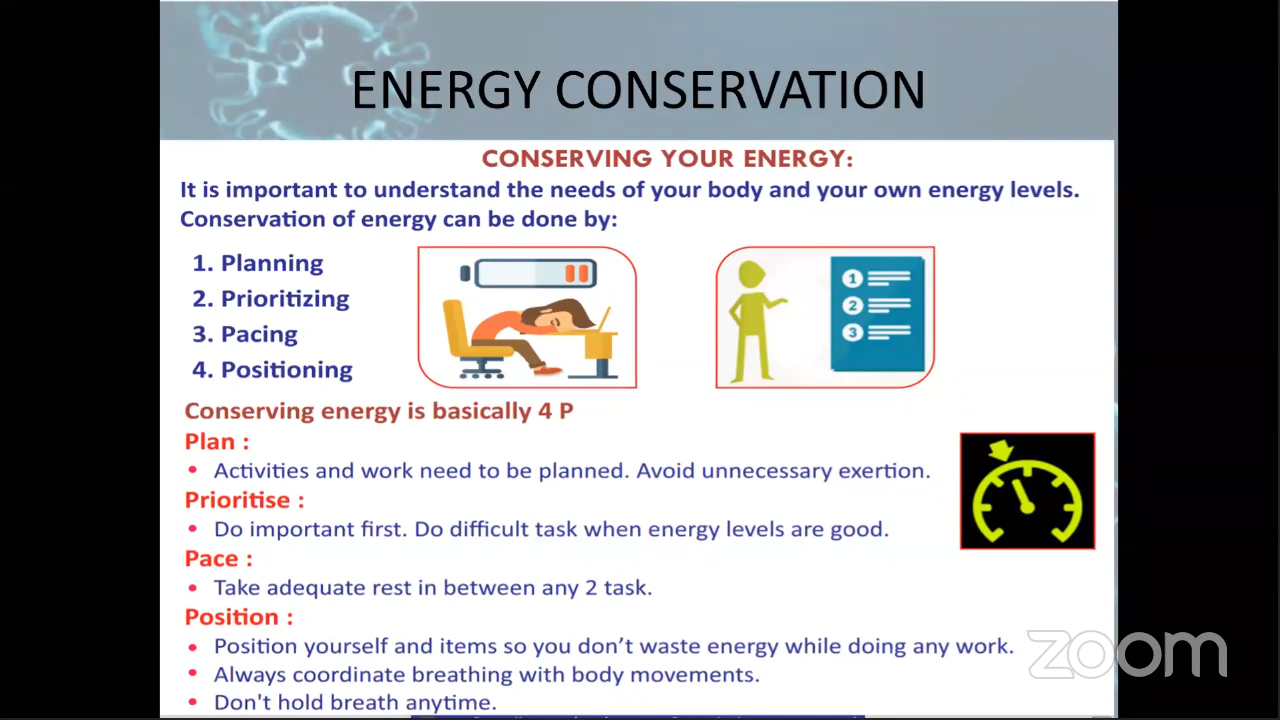 ENERGY CONSERVATION
CONSERVING YOUR ENERGY:
It is important to understand the needs of your body and your own energy levels.
Conservation of energy can be done by:
1. Planning
2. Prioritizing
3. Pacing
4. Positioning
1
2
3
Conserving energy is basically 4 P
Plan :
• Activities and work need to be planned. Avoid unnecessary exertion.
Prioritise :
• Do important first. Do difficult task when energy levels are good.
Pace :
• Take adequate rest in between any 2 task.
Position :
• Position yourself and items so you don’t waste energy while doing any work.
• Always coordinate breathing with body movements.
• Don't hold breath anytime.
zoom